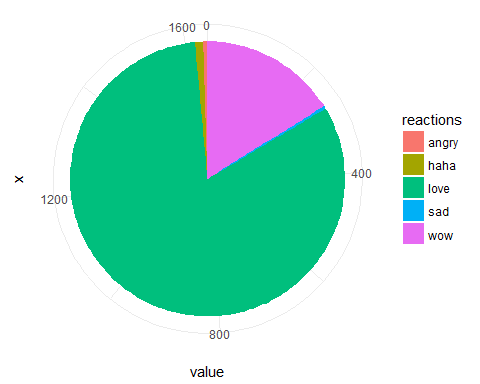 1600
0
400
1200
800
x
value
reactions
angry
haha
love
sad
wow